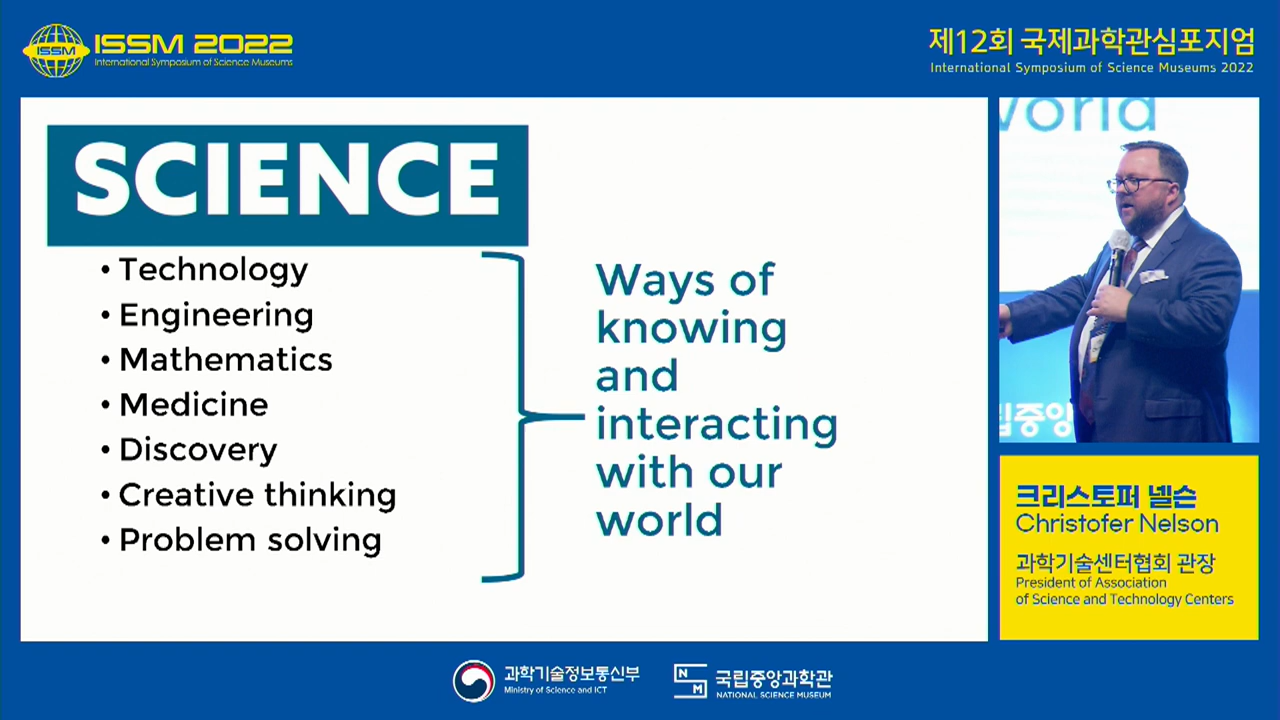 ISSM
ISSM 2022
International Symposium of Science Museums
제12회 국제과학관심포지엄
International Symposium of Science Museums 2022
SCIENCE
• Technology
• Engineering
• Mathematics
• Medicine
• Discovery
• Creative thinking
• Problem solving
Ways of
knowing
and
interacting
with our
world
world
립중앙
크리스토퍼 넬슨
Christofer Nelson
과학기술센터협회 관장
President of Association
of Science and Technology Centers
과학기술정보통신부
Ministry of Science and ICT
N
M
국립중앙과학관
NATIONAL SCIENCE MUSEUM